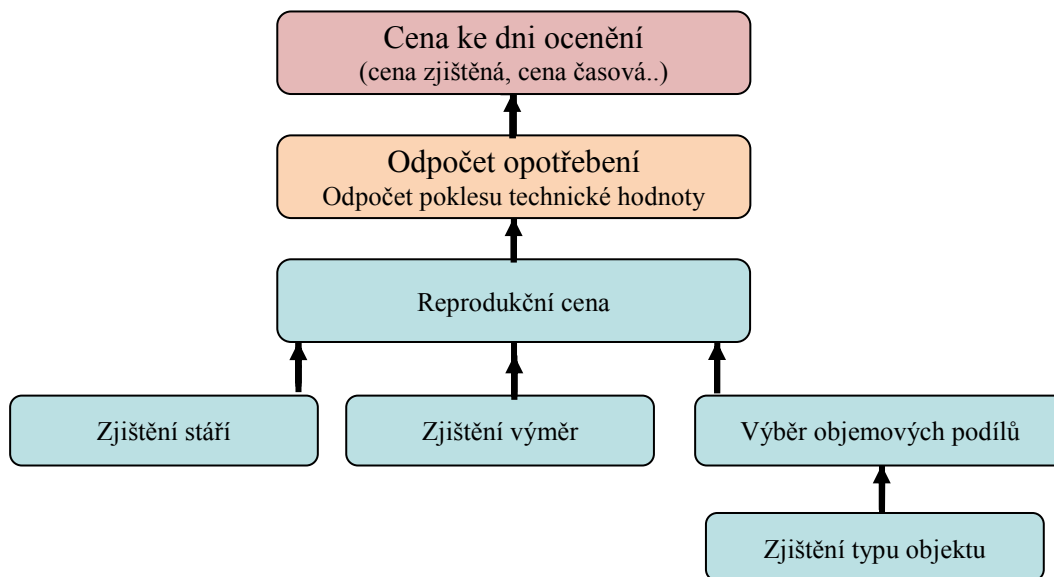 Cena ke dni ocenění
(cena zjištěná, cena časová..)
Odpočet opotřebení
Odpočet poklesu technické hodnoty
Reprodukční cena
Zjištění stáří
Zjištění výměr
Výběr objemových podílů
Zjištění typu objektu